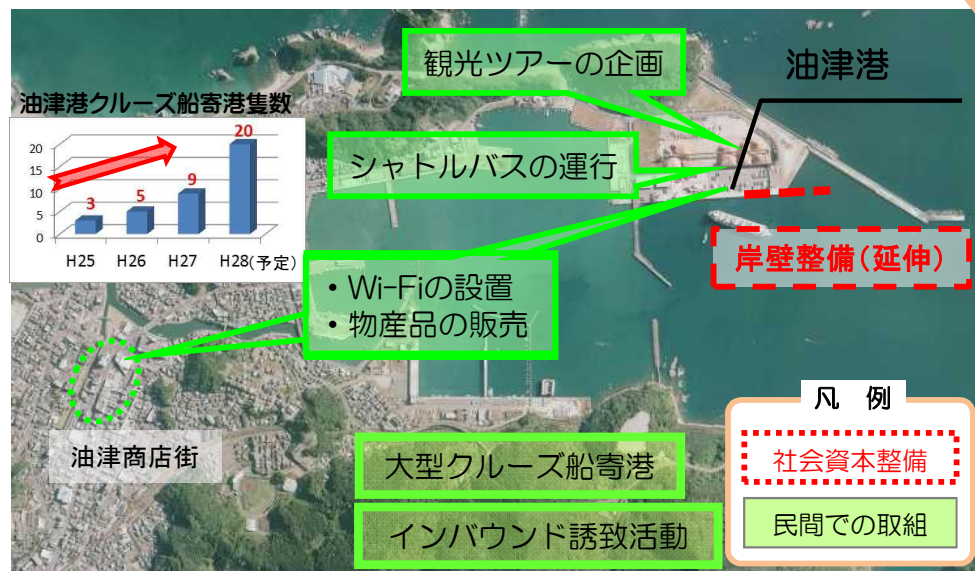 観光ツアーの企画
油津港
油津港クルーズ船寄港隻数
20
20
15
10
5
0
3
5
9
H25
H26
H27
H28(予定)
シャトルバスの運行
岸壁整備(延伸)
・Wi-Fiの設置
・物産品の販売
油津商店街
大型クルーズ船寄港
インバウンド誘致活動
凡 例
社会資本整備
民間での取組